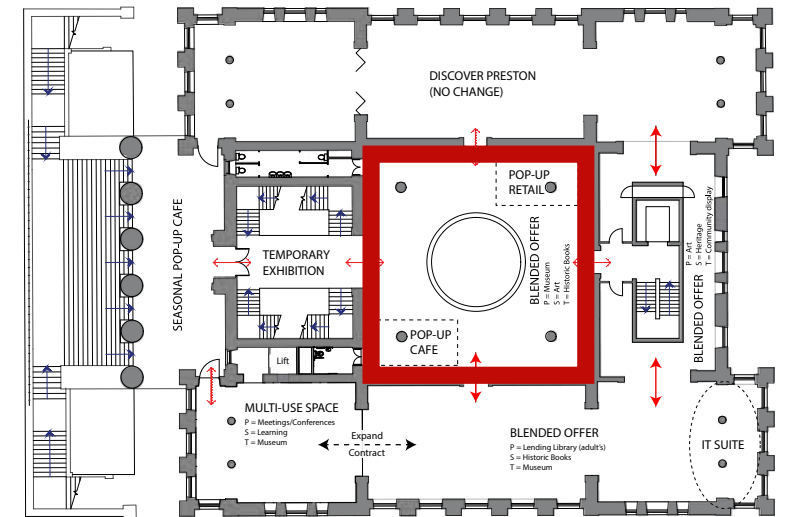 DISCOVER PRESTON
(NO CHANGE)
POP-UP
RETAIL
SEASONAL POP-UP CAFE
TEMPORARY
EXHIBITION
BLENDED OFFER
P = Museum
S = Art
T = Historic Books
P = Art
S = Heritage
T = Community display
BLENDED OFFER
POP-UP
CAFE
Lift
MULTI-USE SPACE
P = Meetings/Conferences
S = Learning
T = Museum
Expand
Contract
BLENDED OFFER
P = Lending Library (adult's)
S = Historic Books
T = Museum
IT SUITE